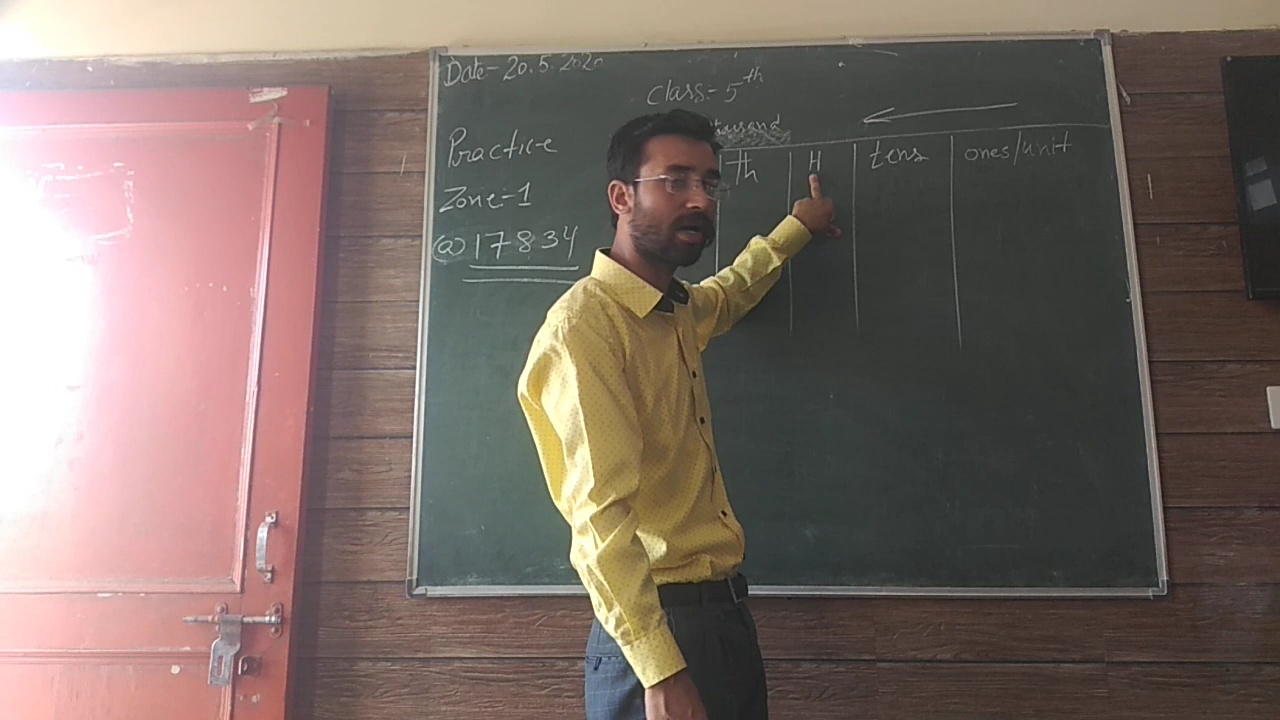 Date- 20.5.2020
Class:- 5th
Practice
Zone-1
(a) 17834
Th H tens ones/unit